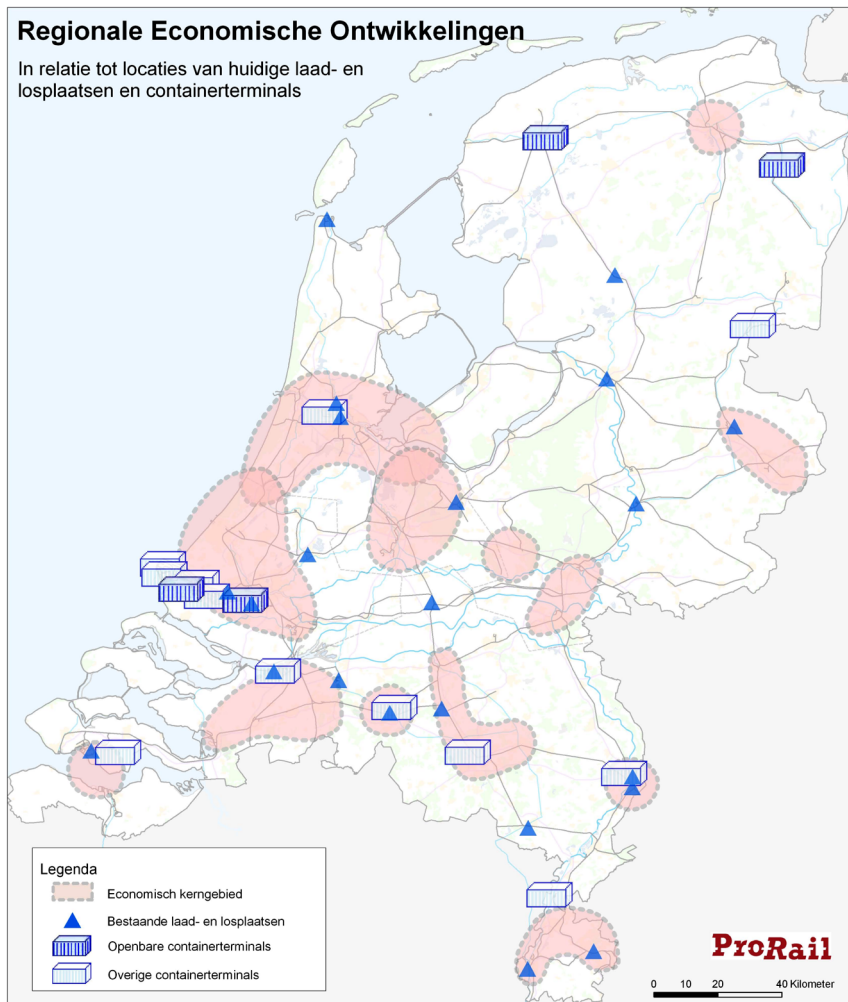 Regionale Economische Ontwikkelingen
In relatie tot locaties van huidige laad- en
losplaatsen en containerterminals
Legenda
Economisch kerngebied
Bestaande laad- en losplaatsen
Openbare containerterminals
Overige containerterminals
ProRail
0 10 20 40 Kilometer